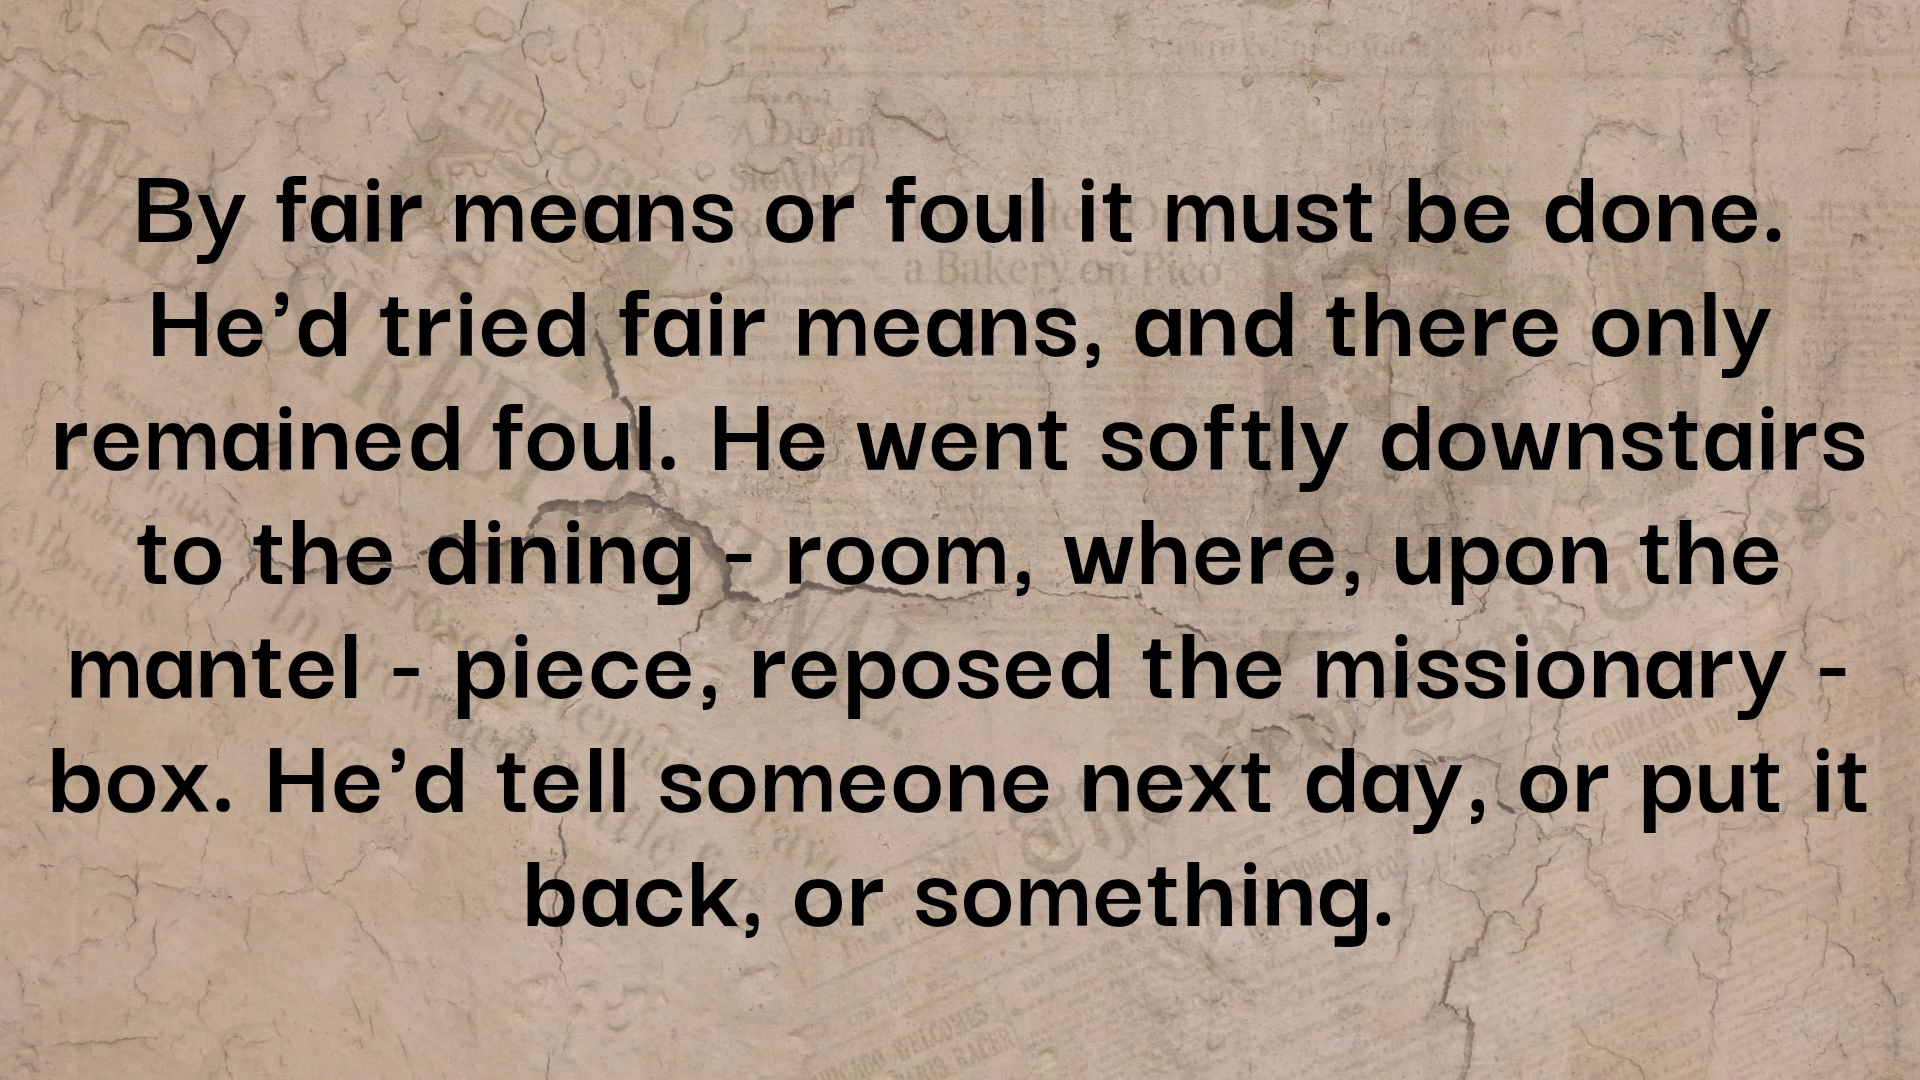 By fair means or foul it must be done.
He’d tried fair means, and there only
remained foul. He went softly downstairs
to the dining - room, where, upon the
mantel - piece, reposed the missionary -
box. He’d tell someone next day, or put it
back, or something.